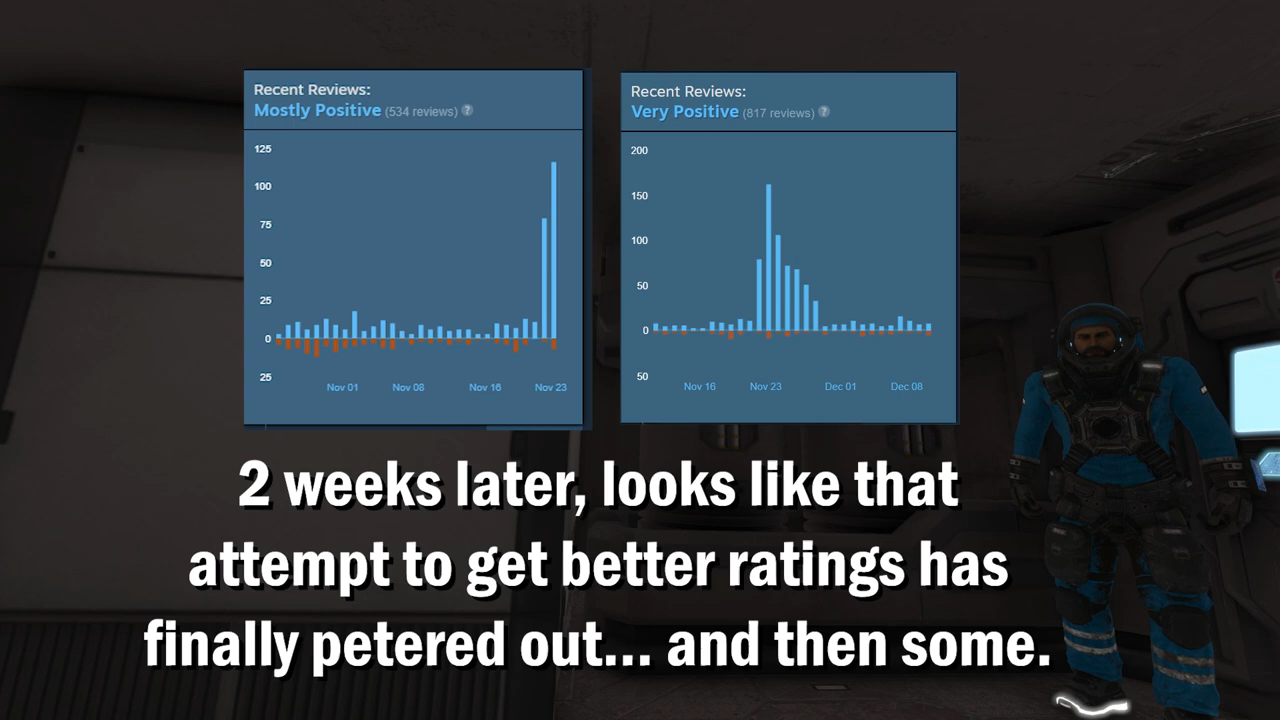 Recent Reviews:
Mostly Positive (534 reviews) ?
125
100
75
50
25
0
25
Nov 01 Nov 08 Nov 16 Nov 23
Recent Reviews:
Very Positive (817 reviews) ?
200
150
100
50
0
50
Nov 16 Nov 23 Dec 01 Dec 08
2 weeks later, looks like that
attempt to get better ratings has
finally petered out... and then some.